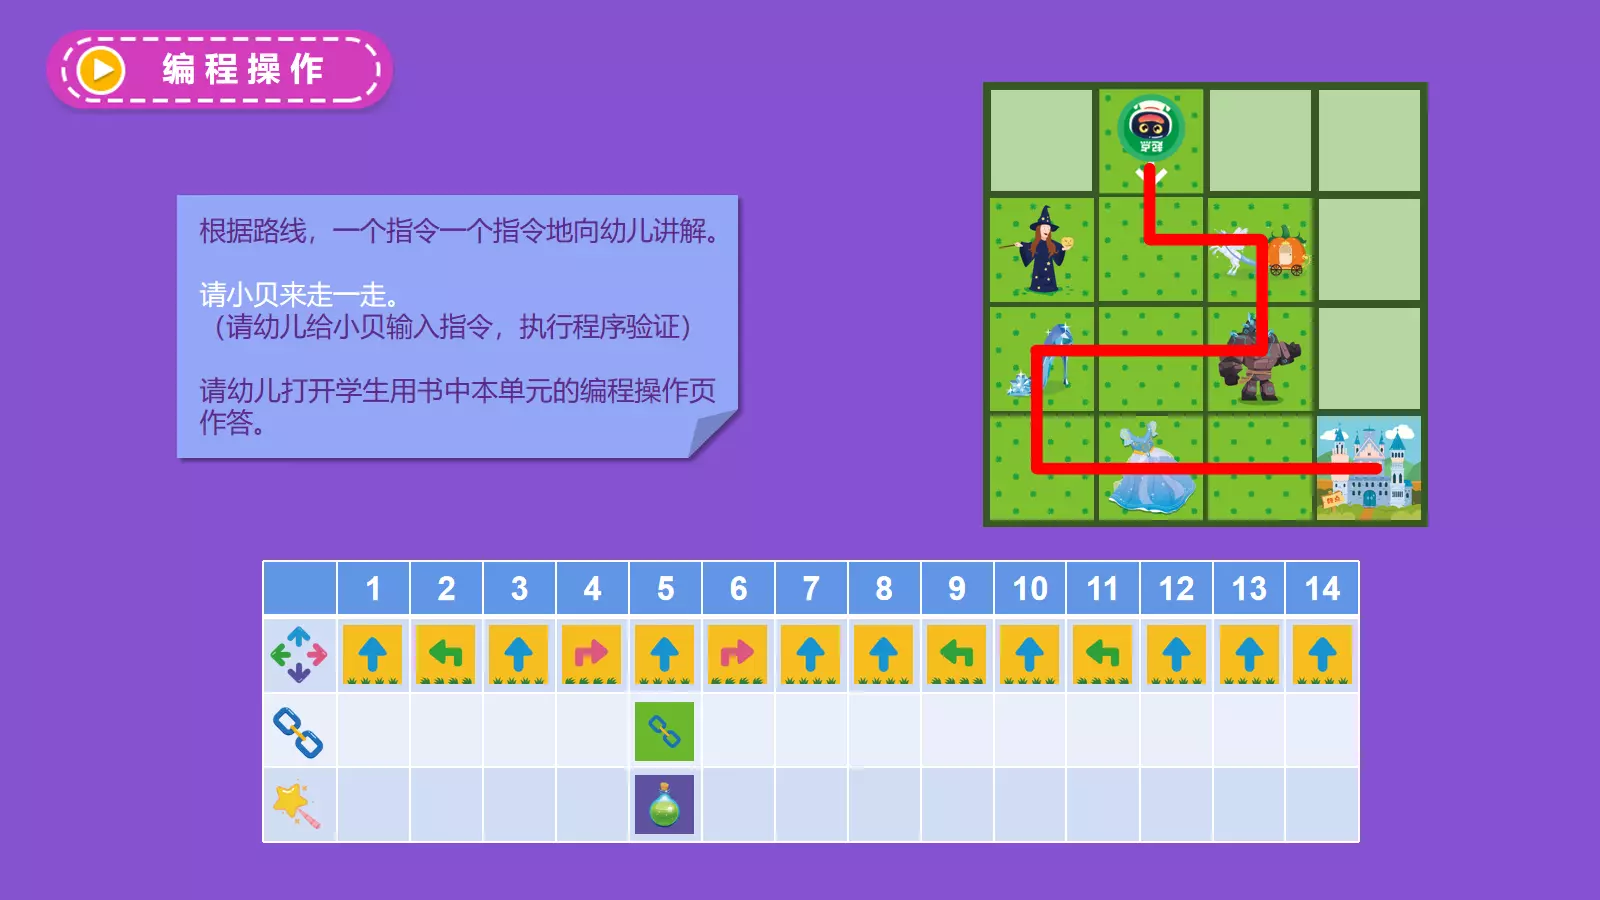 编程操作
根据路线，一个指令一个指令地向幼儿讲解。
请小贝来走一走。
（请幼儿给小贝输入指令，执行程序验证）
请幼儿打开学生用书中本单元的编程操作页
作答。
起点
终点
1 2 3 4 5 6 7 8 9 10 11 12 13 14